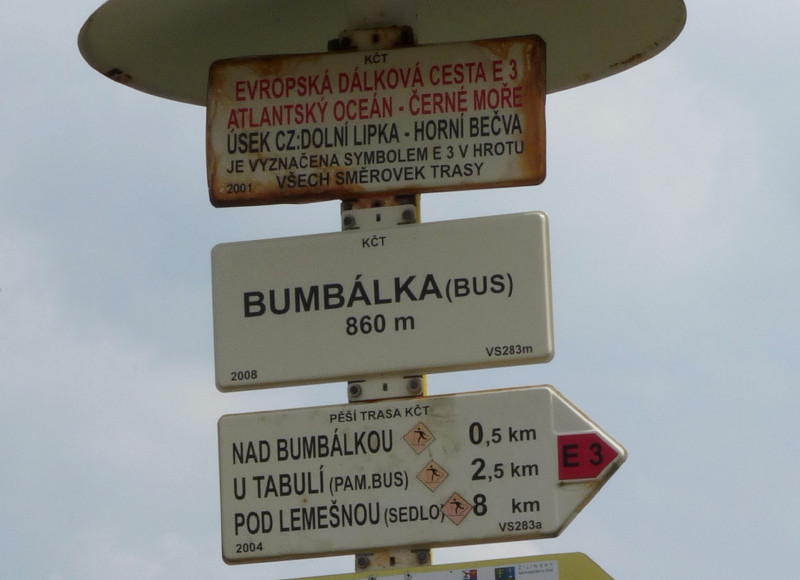 KČT
EVROPSKÁ DÁLKOVÁ CESTA E 3
ATLANTSKÝ OCEÁN - ČERNÉ MOŘE
ÚSEK CZ:DOLNÍ LIPKA - HORNÍ BEČVA
JE VYZNAČENA SYMBOLEM E 3 V HROTU
2001 VŠECH SMĚROVEK TRASY
KČT
BUMBÁLKA (BUS)
860 m
2008 VS283m
PĚŠÍ TRASA KČT
NAD BUMBÁLKOU 0,5 km
U TABULÍ (PAM.BUS) 2,5 km
E 3
POD LEMEŠNOU (SEDLO) 8 km
2004 VS283a